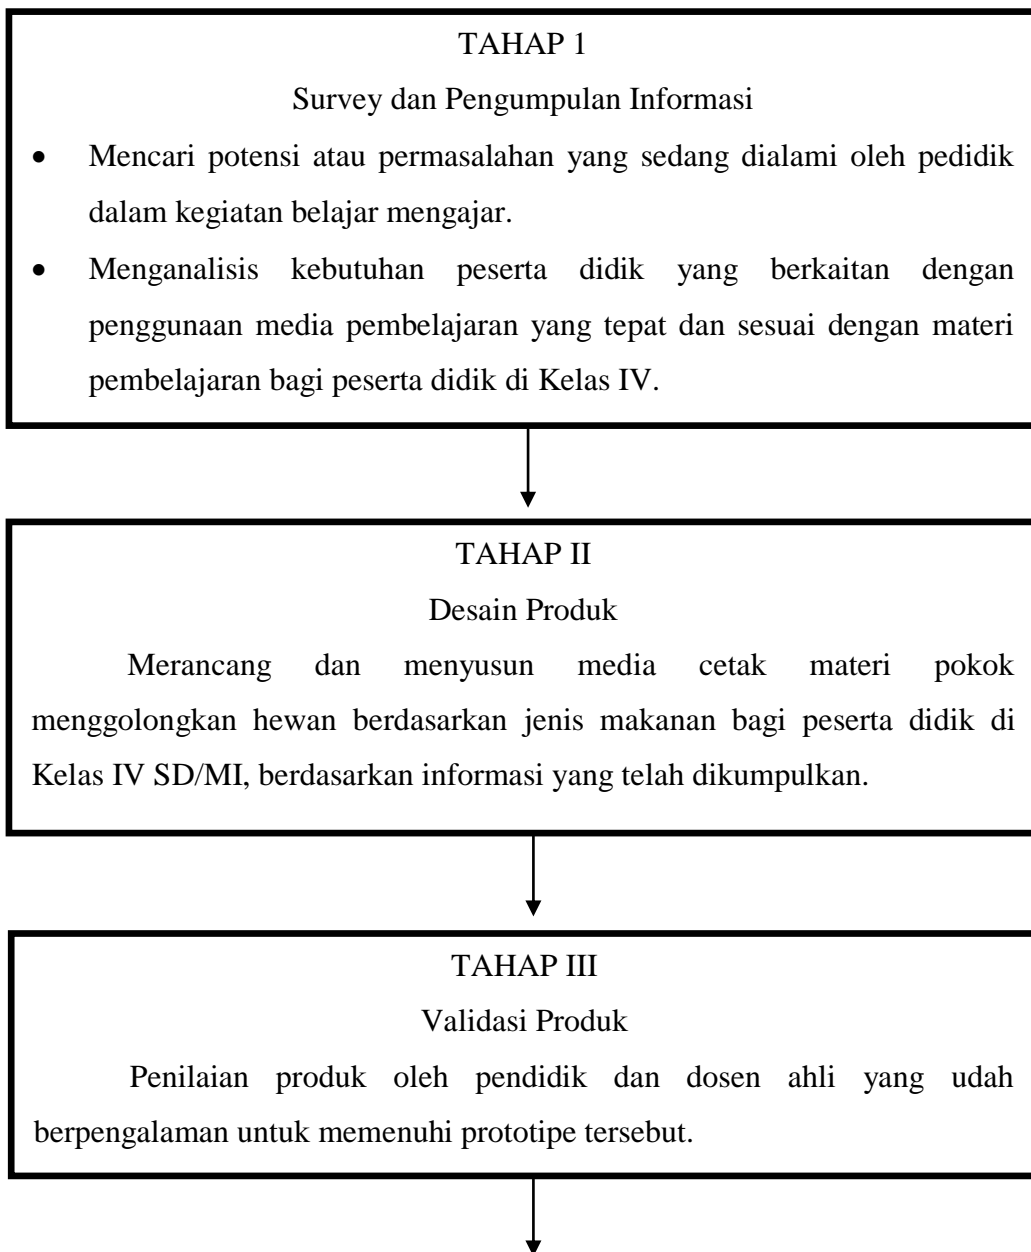 TAHAP 1
Survey dan Pengumpulan Informasi
• Mencari potensi atau permasalahan yang sedang dialami oleh pedidik
dalam kegiatan belajar mengajar.
• Menganalisis kebutuhan peserta didik yang berkaitan dengan
penggunaan media pembelajaran yang tepat dan sesuai dengan materi
pembelajaran bagi peserta didik di Kelas IV.
TAHAP II
Desain Produk
Merancang dan menyusun media cetak materi pokok
menggolongkan hewan berdasarkan jenis makanan bagi peserta didik di
Kelas IV SD/MI, berdasarkan informasi yang telah dikumpulkan.
TAHAP III
Validasi Produk
Penilaian produk oleh pendidik dan dosen ahli yang udah
berpengalaman untuk memenuhi prototipe tersebut.